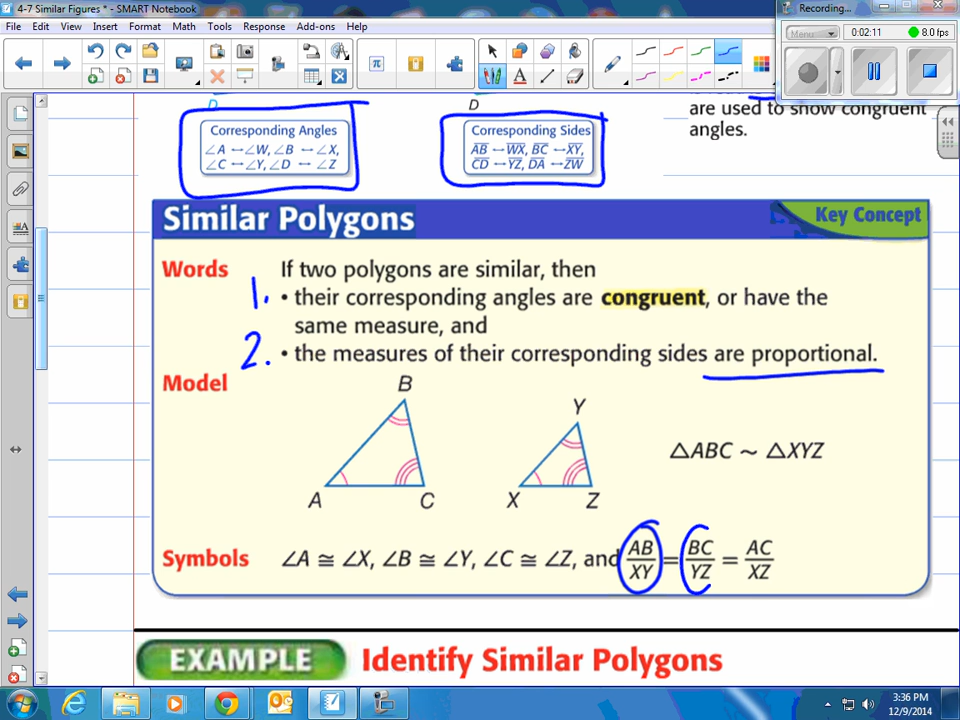 4-7 Similar Figures * - SMART Notebook
Recording...
File Edit View Insert Format Math Tools Response Add-ons Help
Menu
0:02:11
8.0 fps
D
D
Corresponding Angles
∠A ↔ ∠W, ∠B ↔ ∠X,
∠C ↔ ∠Y, ∠D ↔ ∠Z
Corresponding Sides
AB ↔ WX, BC ↔ XY,
CD ↔ YZ, DA ↔ ZW
are used to show congruent
angles.
Similar Polygons
Key Concept
Words
If two polygons are similar, then
1. • their corresponding angles are congruent, or have the
same measure, and
2. • the measures of their corresponding sides are proportional.
Model
B
Y
△ABC ~ △XYZ
A
C
X
Z
Symbols
∠A ≅ ∠X, ∠B ≅ ∠Y, ∠C ≅ ∠Z, and AB/XY = BC/YZ = AC/XZ
EXAMPLE
Identify Similar Polygons
3:36 PM
12/9/2014